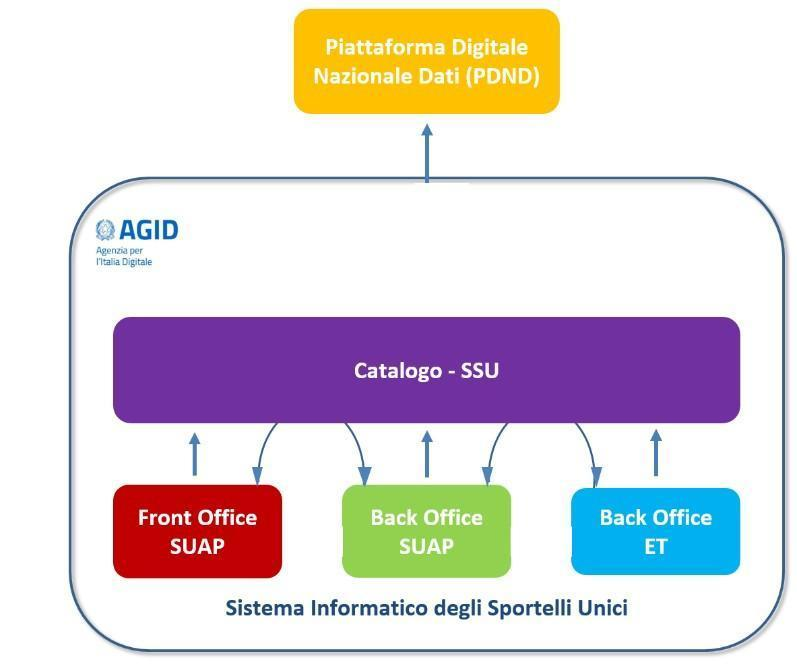 Piattaforma Digitale
Nazionale Dati (PDND)
AGID
Agenzia per
l'Italia Digitale
Catalogo - SSU
Front Office
SUAP
Back Office
SUAP
Back Office
ET
Sistema Informatico degli Sportelli Unici